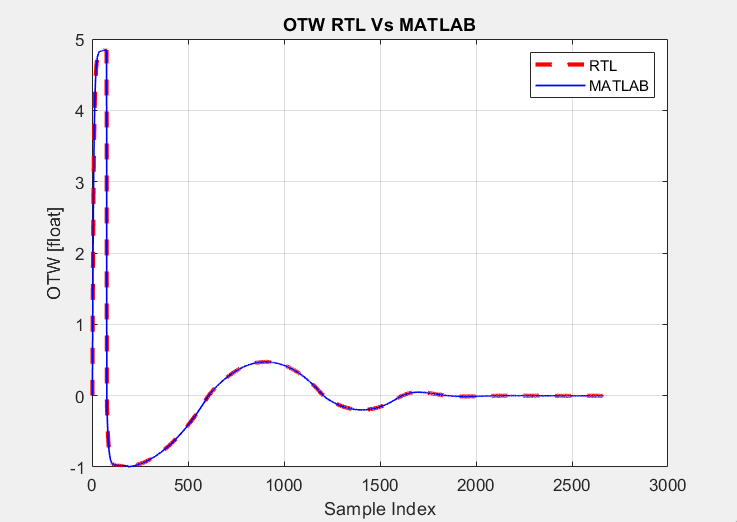 OTW RTL Vs MATLAB
RTL
MATLAB
5
4
3
2
1
0
-1
OTW [float]
0 500 1000 1500 2000 2500 3000
Sample Index